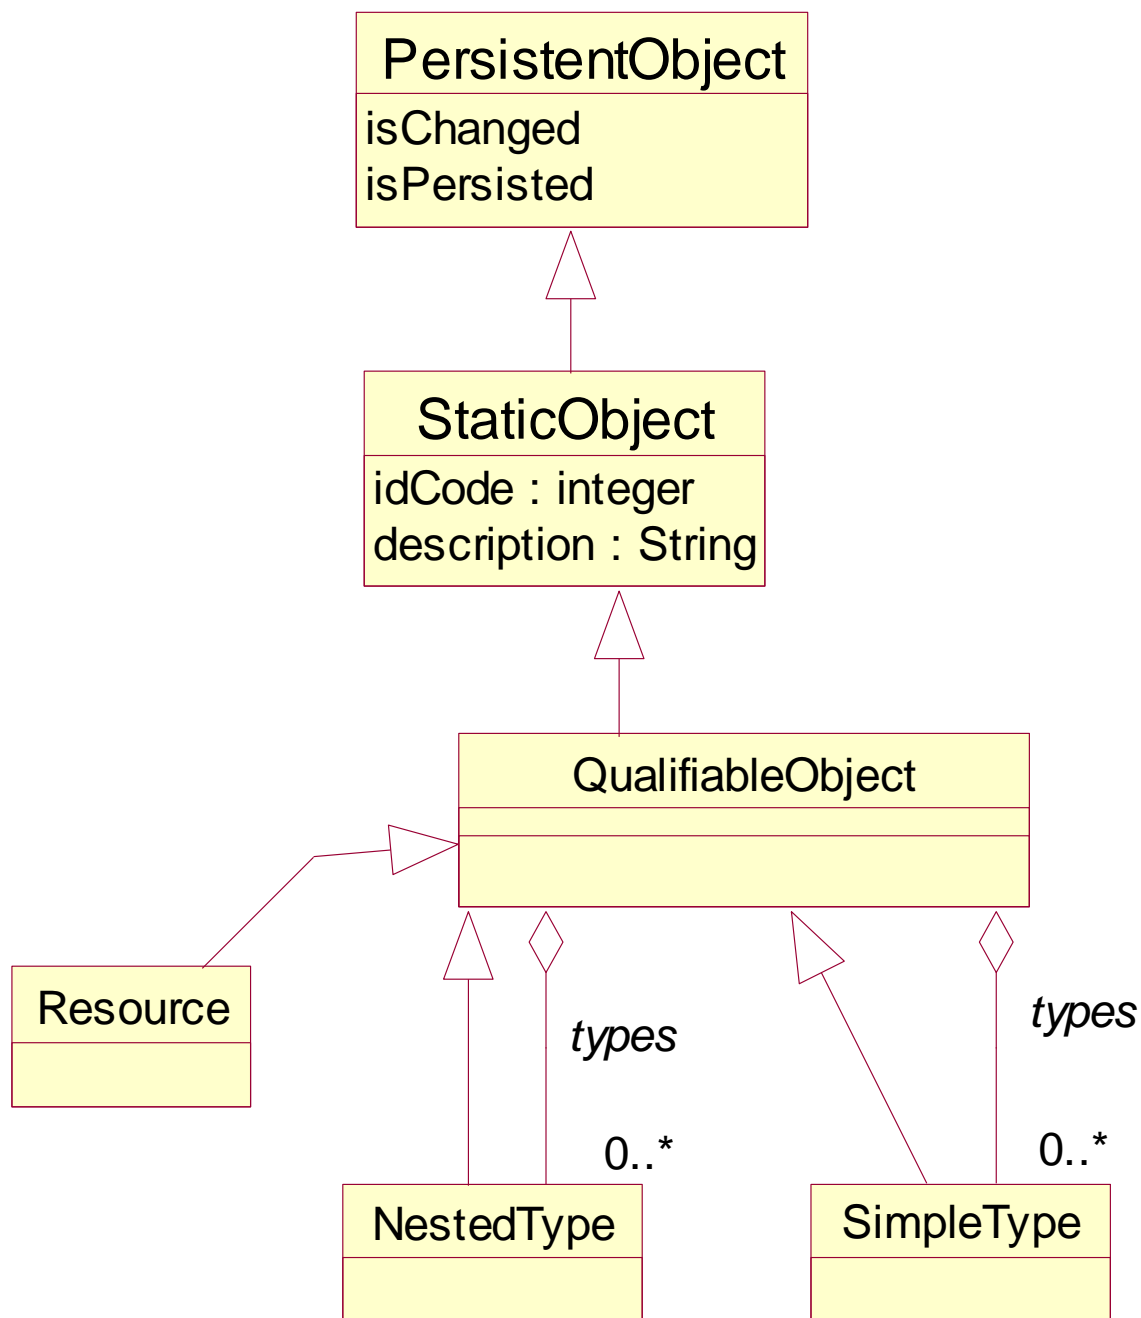 PersistentObject
isChanged
isPersisted
StaticObject
idCode : integer
description : String
QualifiableObject
Resource
types
types
0..*
0..*
NestedType
SimpleType